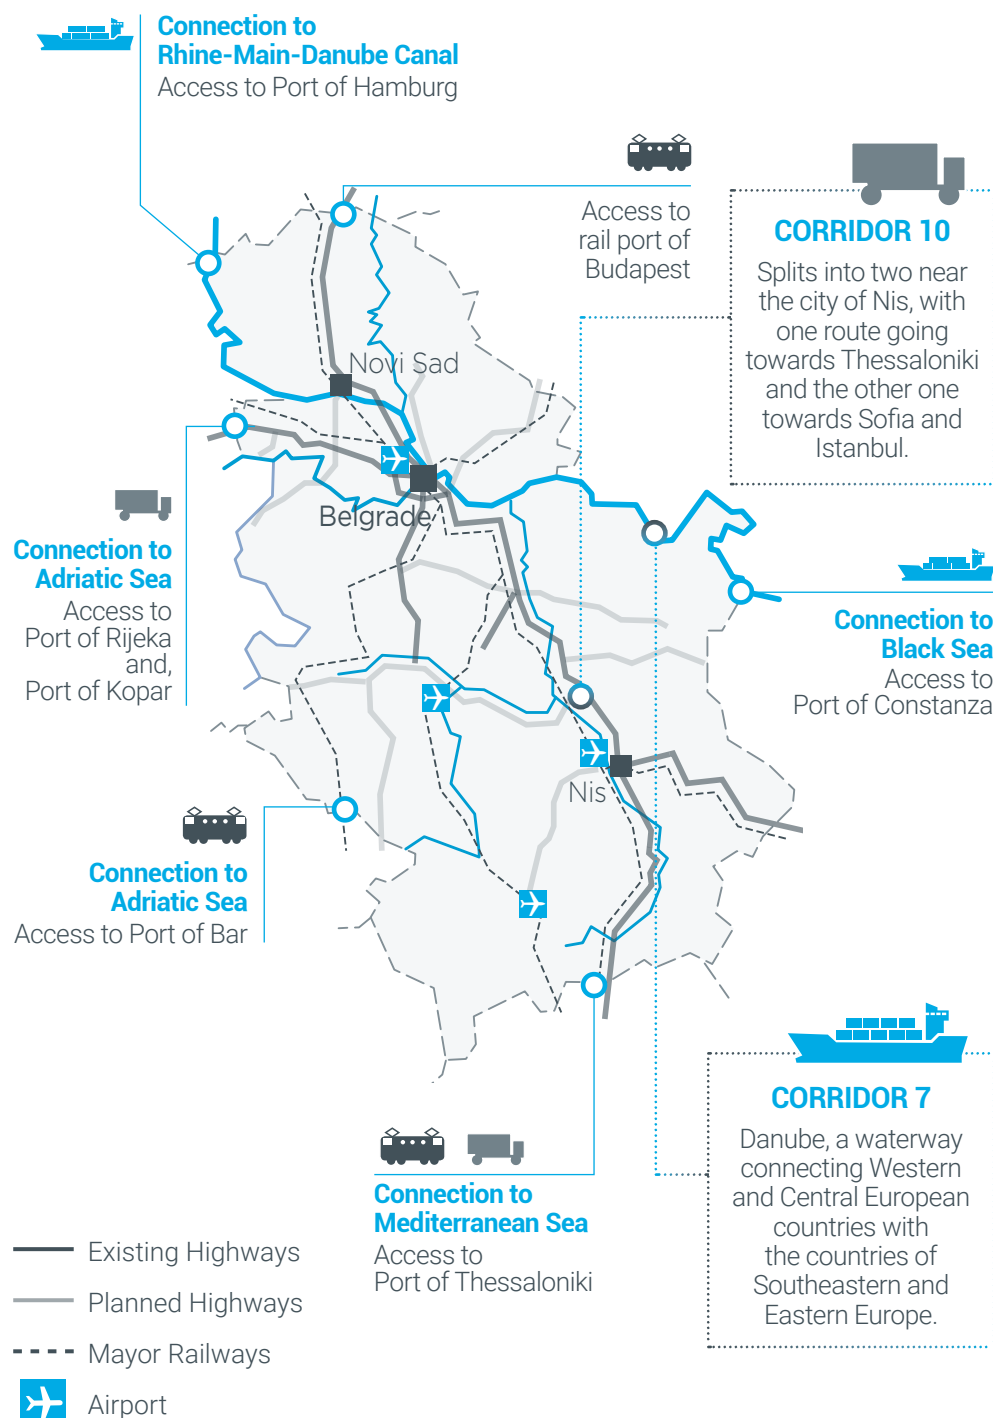 Connection to
Rhine-Main-Danube Canal
Access to Port of Hamburg
Access to
rail port of
Budapest
CORRIDOR 10
Splits into two near
the city of Nis, with
one route going
towards Thessaloniki
and the other one
towards Sofia and
Istanbul.
Novi Sad
Belgrade
Connection to
Adriatic Sea
Access to
Port of Rijeka
and,
Port of Kopar
Connection to
Black Sea
Access to
Port of Constanza
Nis
Connection to
Adriatic Sea
Access to Port of Bar
CORRIDOR 7
Danube, a waterway
connecting Western
and Central European
countries with
the countries of
Southeastern and
Eastern Europe.
Connection to
Mediterranean Sea
Access to
Port of Thessaloniki
Existing Highways
Planned Highways
Mayor Railways
Airport